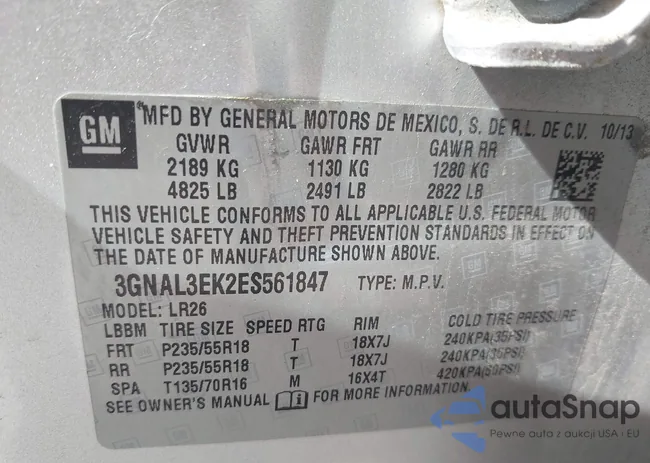 GM
#MFD BY GENERAL MOTORS DE MEXICO, S. DE R.L. DE C.V. 10/13
GVWR GAWR FRT GAWR RR
2189 KG 1130 KG 1280 KG
4825 LB 2491 LB 2822 LB
THIS VEHICLE CONFORMS TO ALL APPLICABLE U.S. FEDERAL MOTOR
VEHICLE SAFETY AND THEFT PREVENTION STANDARDS IN EFFECT ON
THE DATE OF MANUFACTURE SHOWN ABOVE.
3GNAL3EK2ES561847 TYPE: M.P.V.
MODEL: LR26
LBBM TIRE SIZE SPEED RTG RIM COLD TIRE PRESSURE
FRT P235/55R18 T 18X7J 240KPA(35PSI)
RR P235/55R18 T 18X7J 240KPA(35PSI)
SPA T135/70R16 M 16X4T 420KPA(60PSI)
SEE OWNER'S MANUAL i FOR MORE INFORMATION.
autaSnap
Pewne auta z aukcji USA i EU